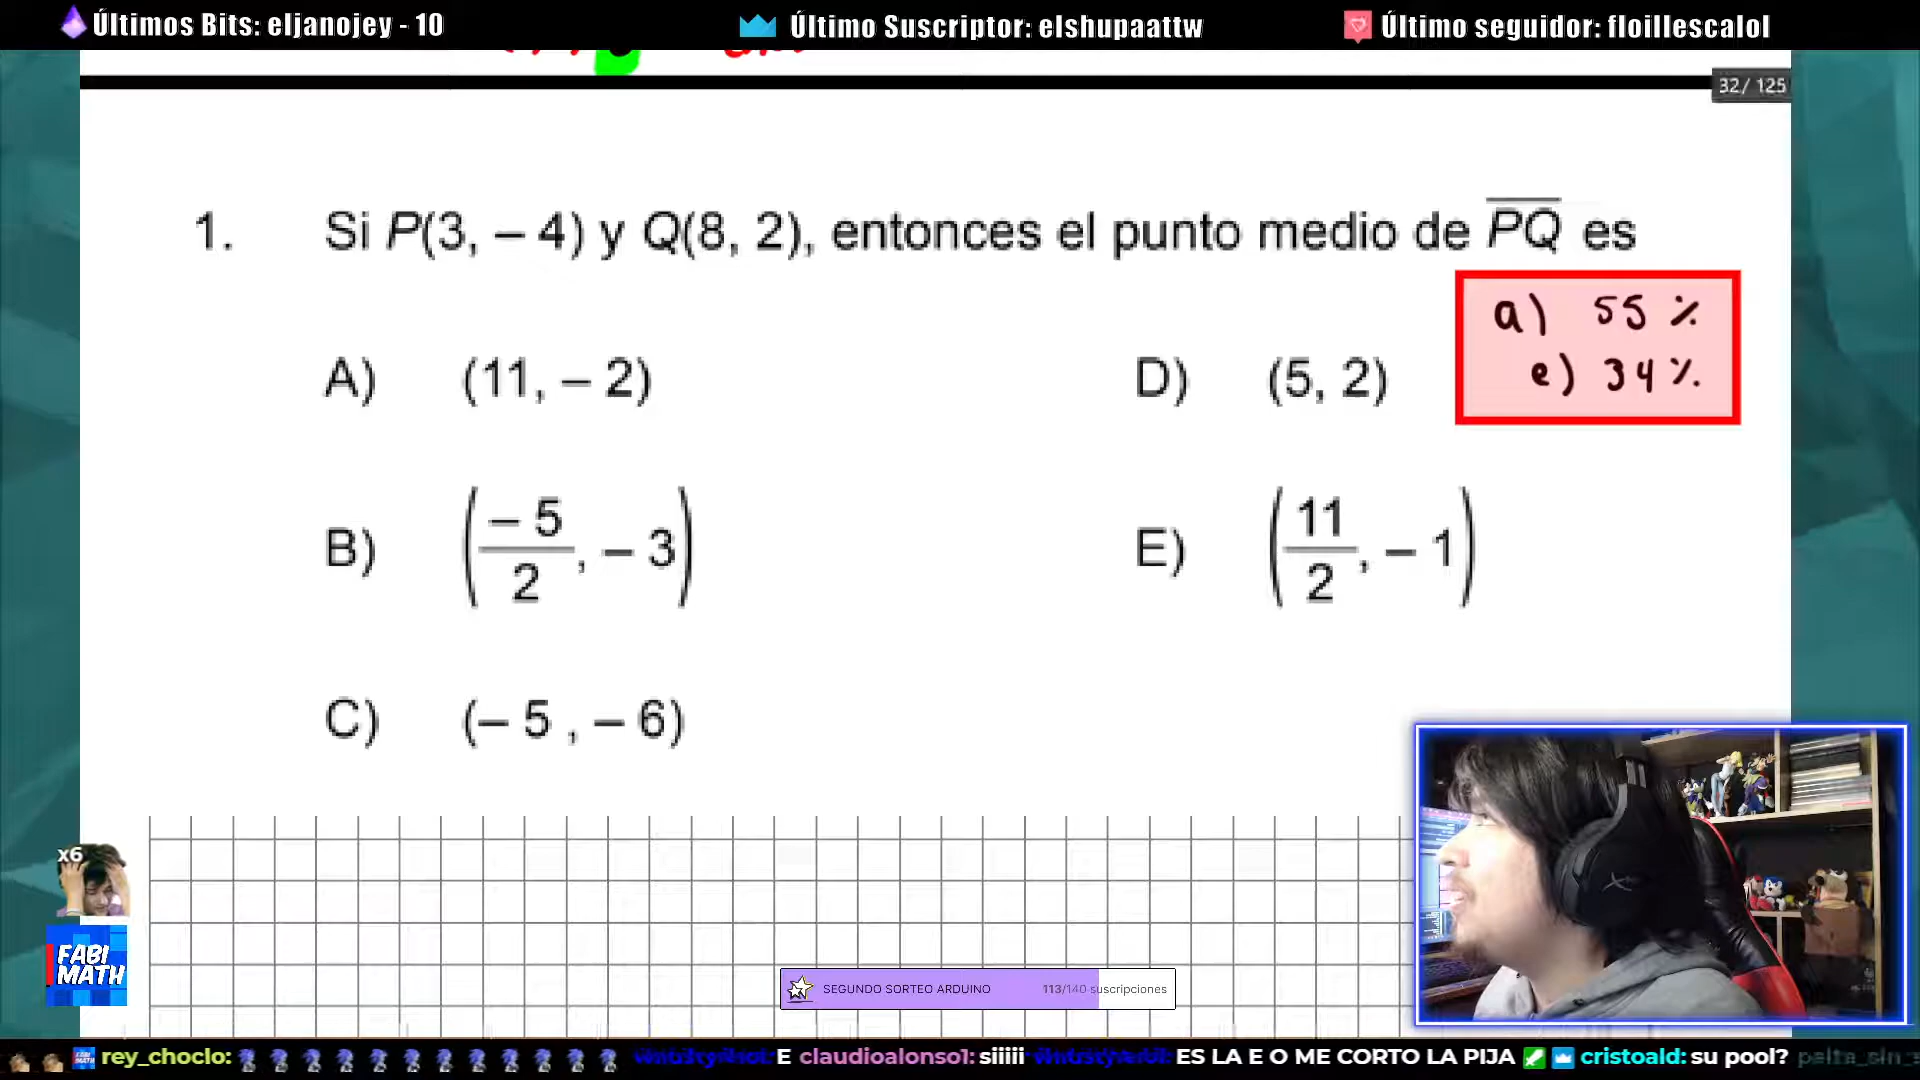 Últimos Bits: eljanojey - 10
Último Suscriptor: elshupaattw
Último seguidor: floillescalol
32/ 125
1. Si P(3, – 4) y Q(8, 2), entonces el punto medio de PQ es
a) 55 %
e) 34 %
A) (11, – 2)
D) (5, 2)
B) (– 5/2, – 3)
E) (11/2, – 1)
C) (– 5 , – 6)
x6
FABI
MATH
SEGUNDO SORTEO ARDUINO 113/140 suscripciones
rey_choclo: E claudioalonso1: siiiii ES LA E O ME CORTO LA PIJA cristoald: su pool?